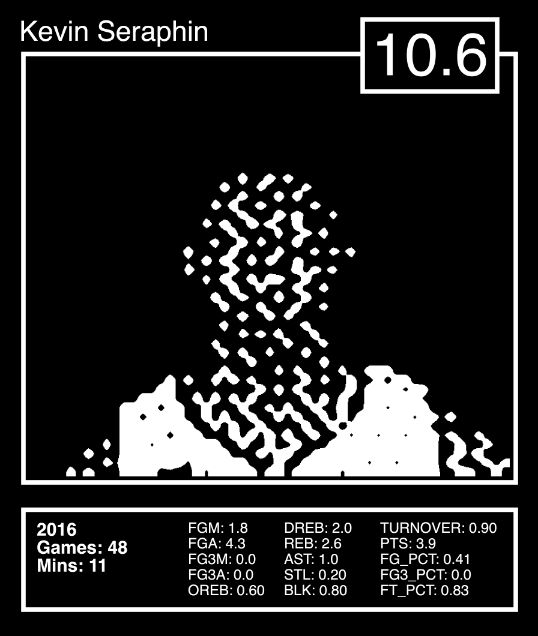 Kevin Seraphin
10.6
2016
Games: 48
Mins: 11
FGM: 1.8
FGA: 4.3
FG3M: 0.0
FG3A: 0.0
OREB: 0.60
DREB: 2.0
REB: 2.6
AST: 1.0
STL: 0.20
BLK: 0.80
TURNOVER: 0.90
PTS: 3.9
FG_PCT: 0.41
FG3_PCT: 0.0
FT_PCT: 0.83